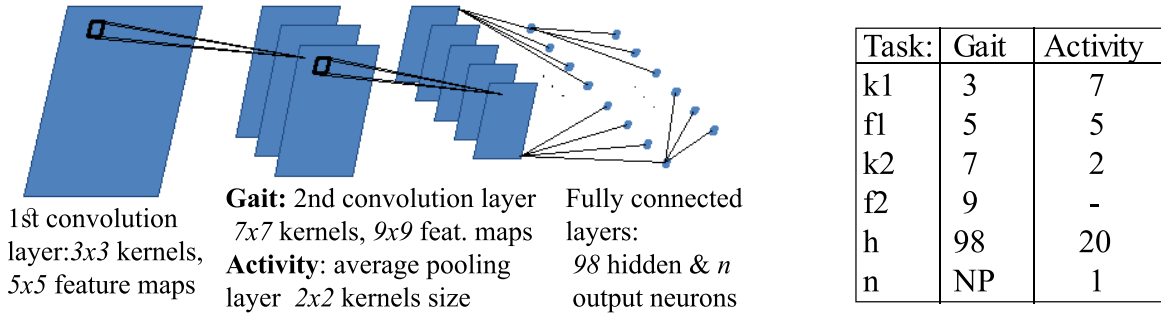 1st convolution
layer:3x3 kernels,
5x5 feature maps
Gait: 2nd convolution layer
7x7 kernels, 9x9 feat. maps
Activity: average pooling
layer 2x2 kernels size
Fully connected
layers:
98 hidden & n
output neurons
Task: Gait Activity
k1 3 7
f1 5 5
k2 7 2
f2 9 -
h 98 20
n NP 1